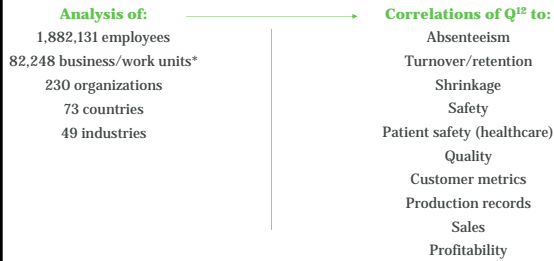 Analysis of:
1,882,131 employees
82,248 business/work units*
230 organizations
73 countries
49 industries
Correlations of Q¹² to:
Absenteeism
Turnover/retention
Shrinkage
Safety
Patient safety (healthcare)
Quality
Customer metrics
Production records
Sales
Profitability